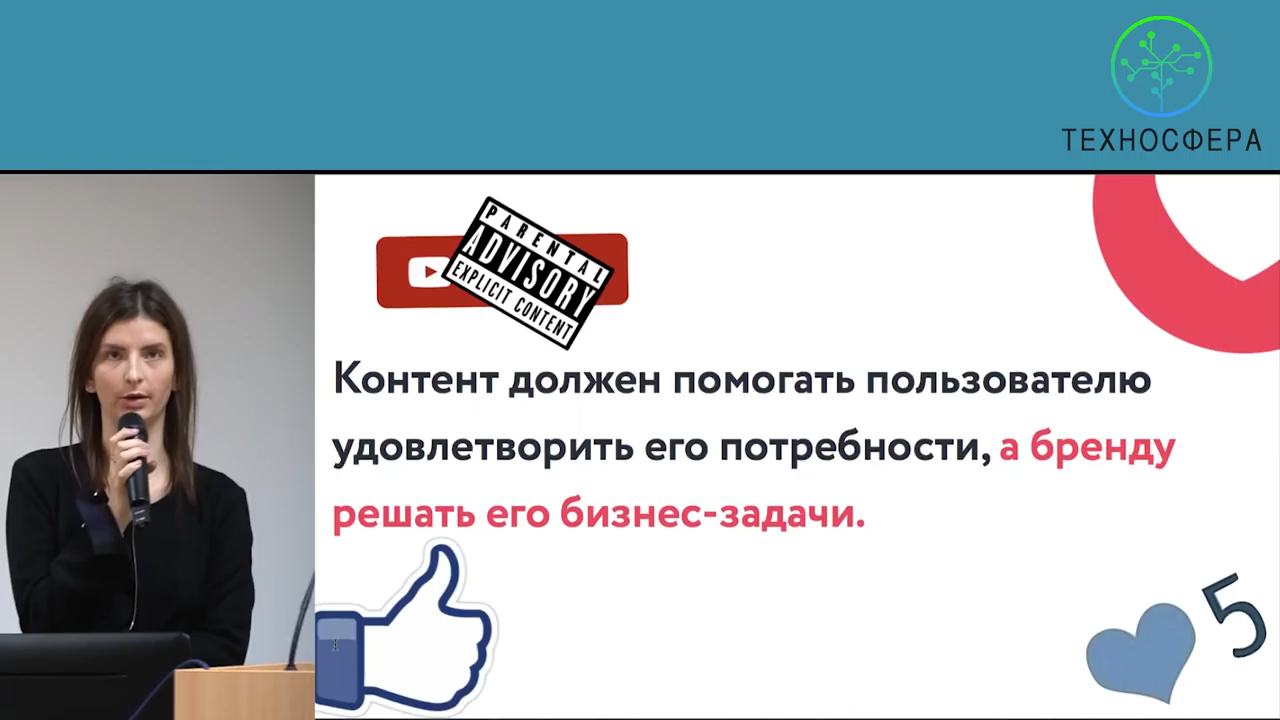 ТЕХНОСФЕРА
PARENTAL
ADVISORY
EXPLICIT CONTENT
Контент должен помогать пользователю
удовлетворить его потребности, а бренду
решать его бизнес-задачи.
5